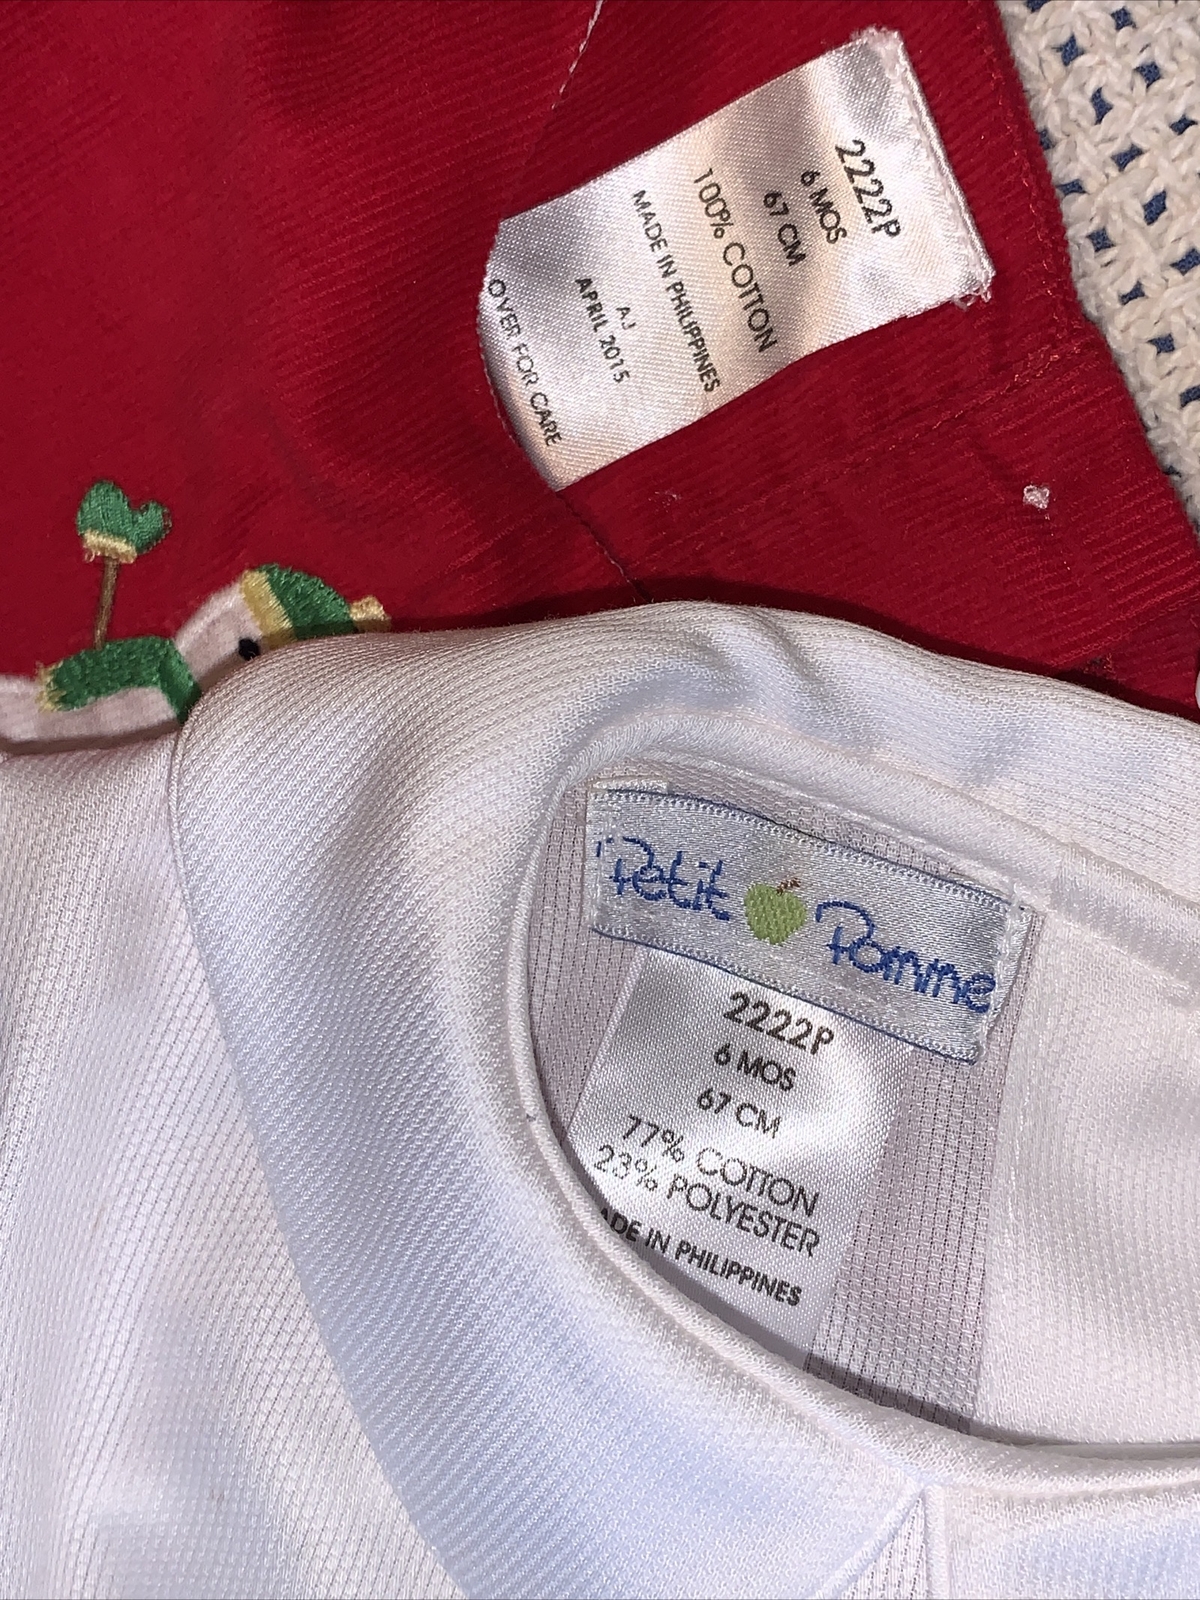 2222P
6 MOS
67 CM
100% COTTON
MADE IN PHILIPPINES
AJ
APRIL 2015
OVER FOR CARE
Petit Pomme
2222P
6 MOS
67 CM
77% COTTON
23% POLYESTER
ADE IN PHILIPPINES